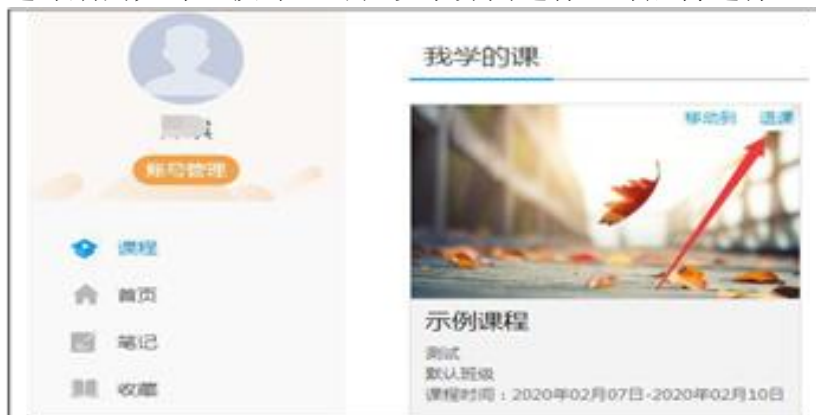 我学的课
移动到 退课
账号管理
课程
首页
笔记
收藏
示例课程
测试
默认班级
课程时间：2020年02月07日-2020年02月10日